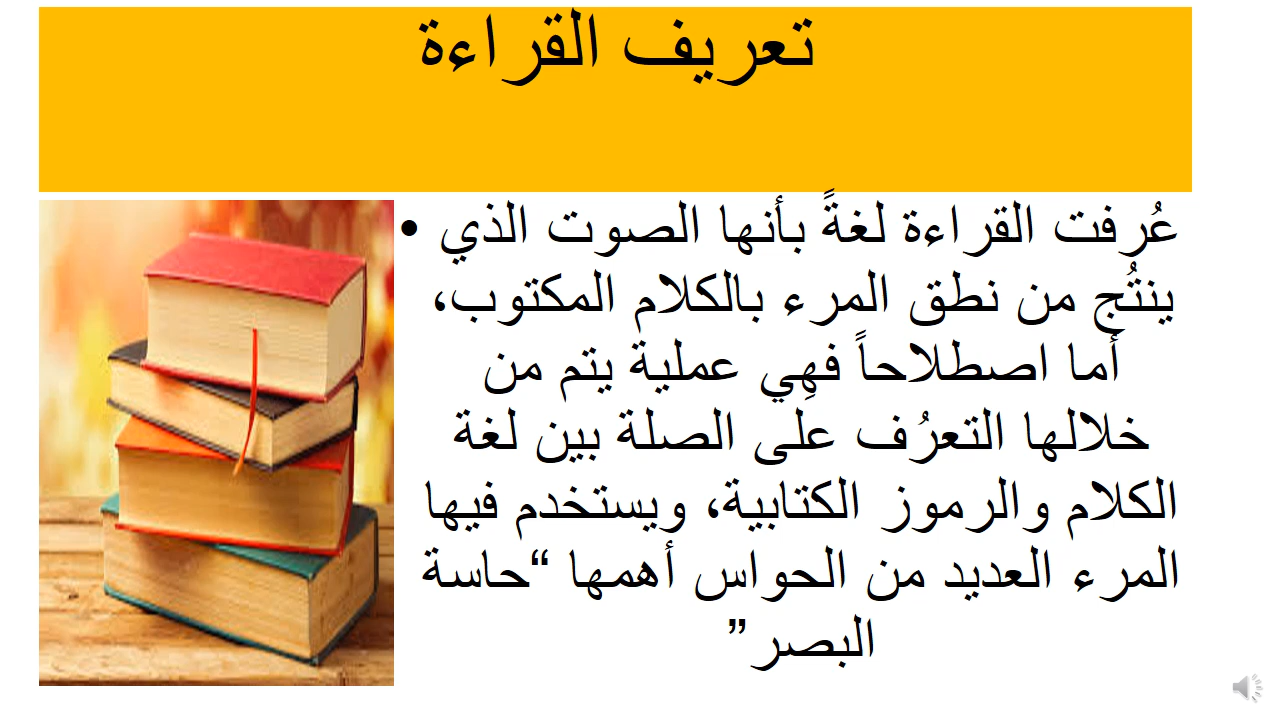 تعريف القراءة
• عُرفت القراءة لغةً بأنها الصوت الذي
ينتُج من نطق المرء بالكلام المكتوب،
أما اصطلاحاً فهِي عملية يتم من
خلالها التعرُف على الصلة بين لغة
الكلام والرموز الكتابية، ويستخدم فيها
المرء العديد من الحواس أهمها “حاسة
البصر”